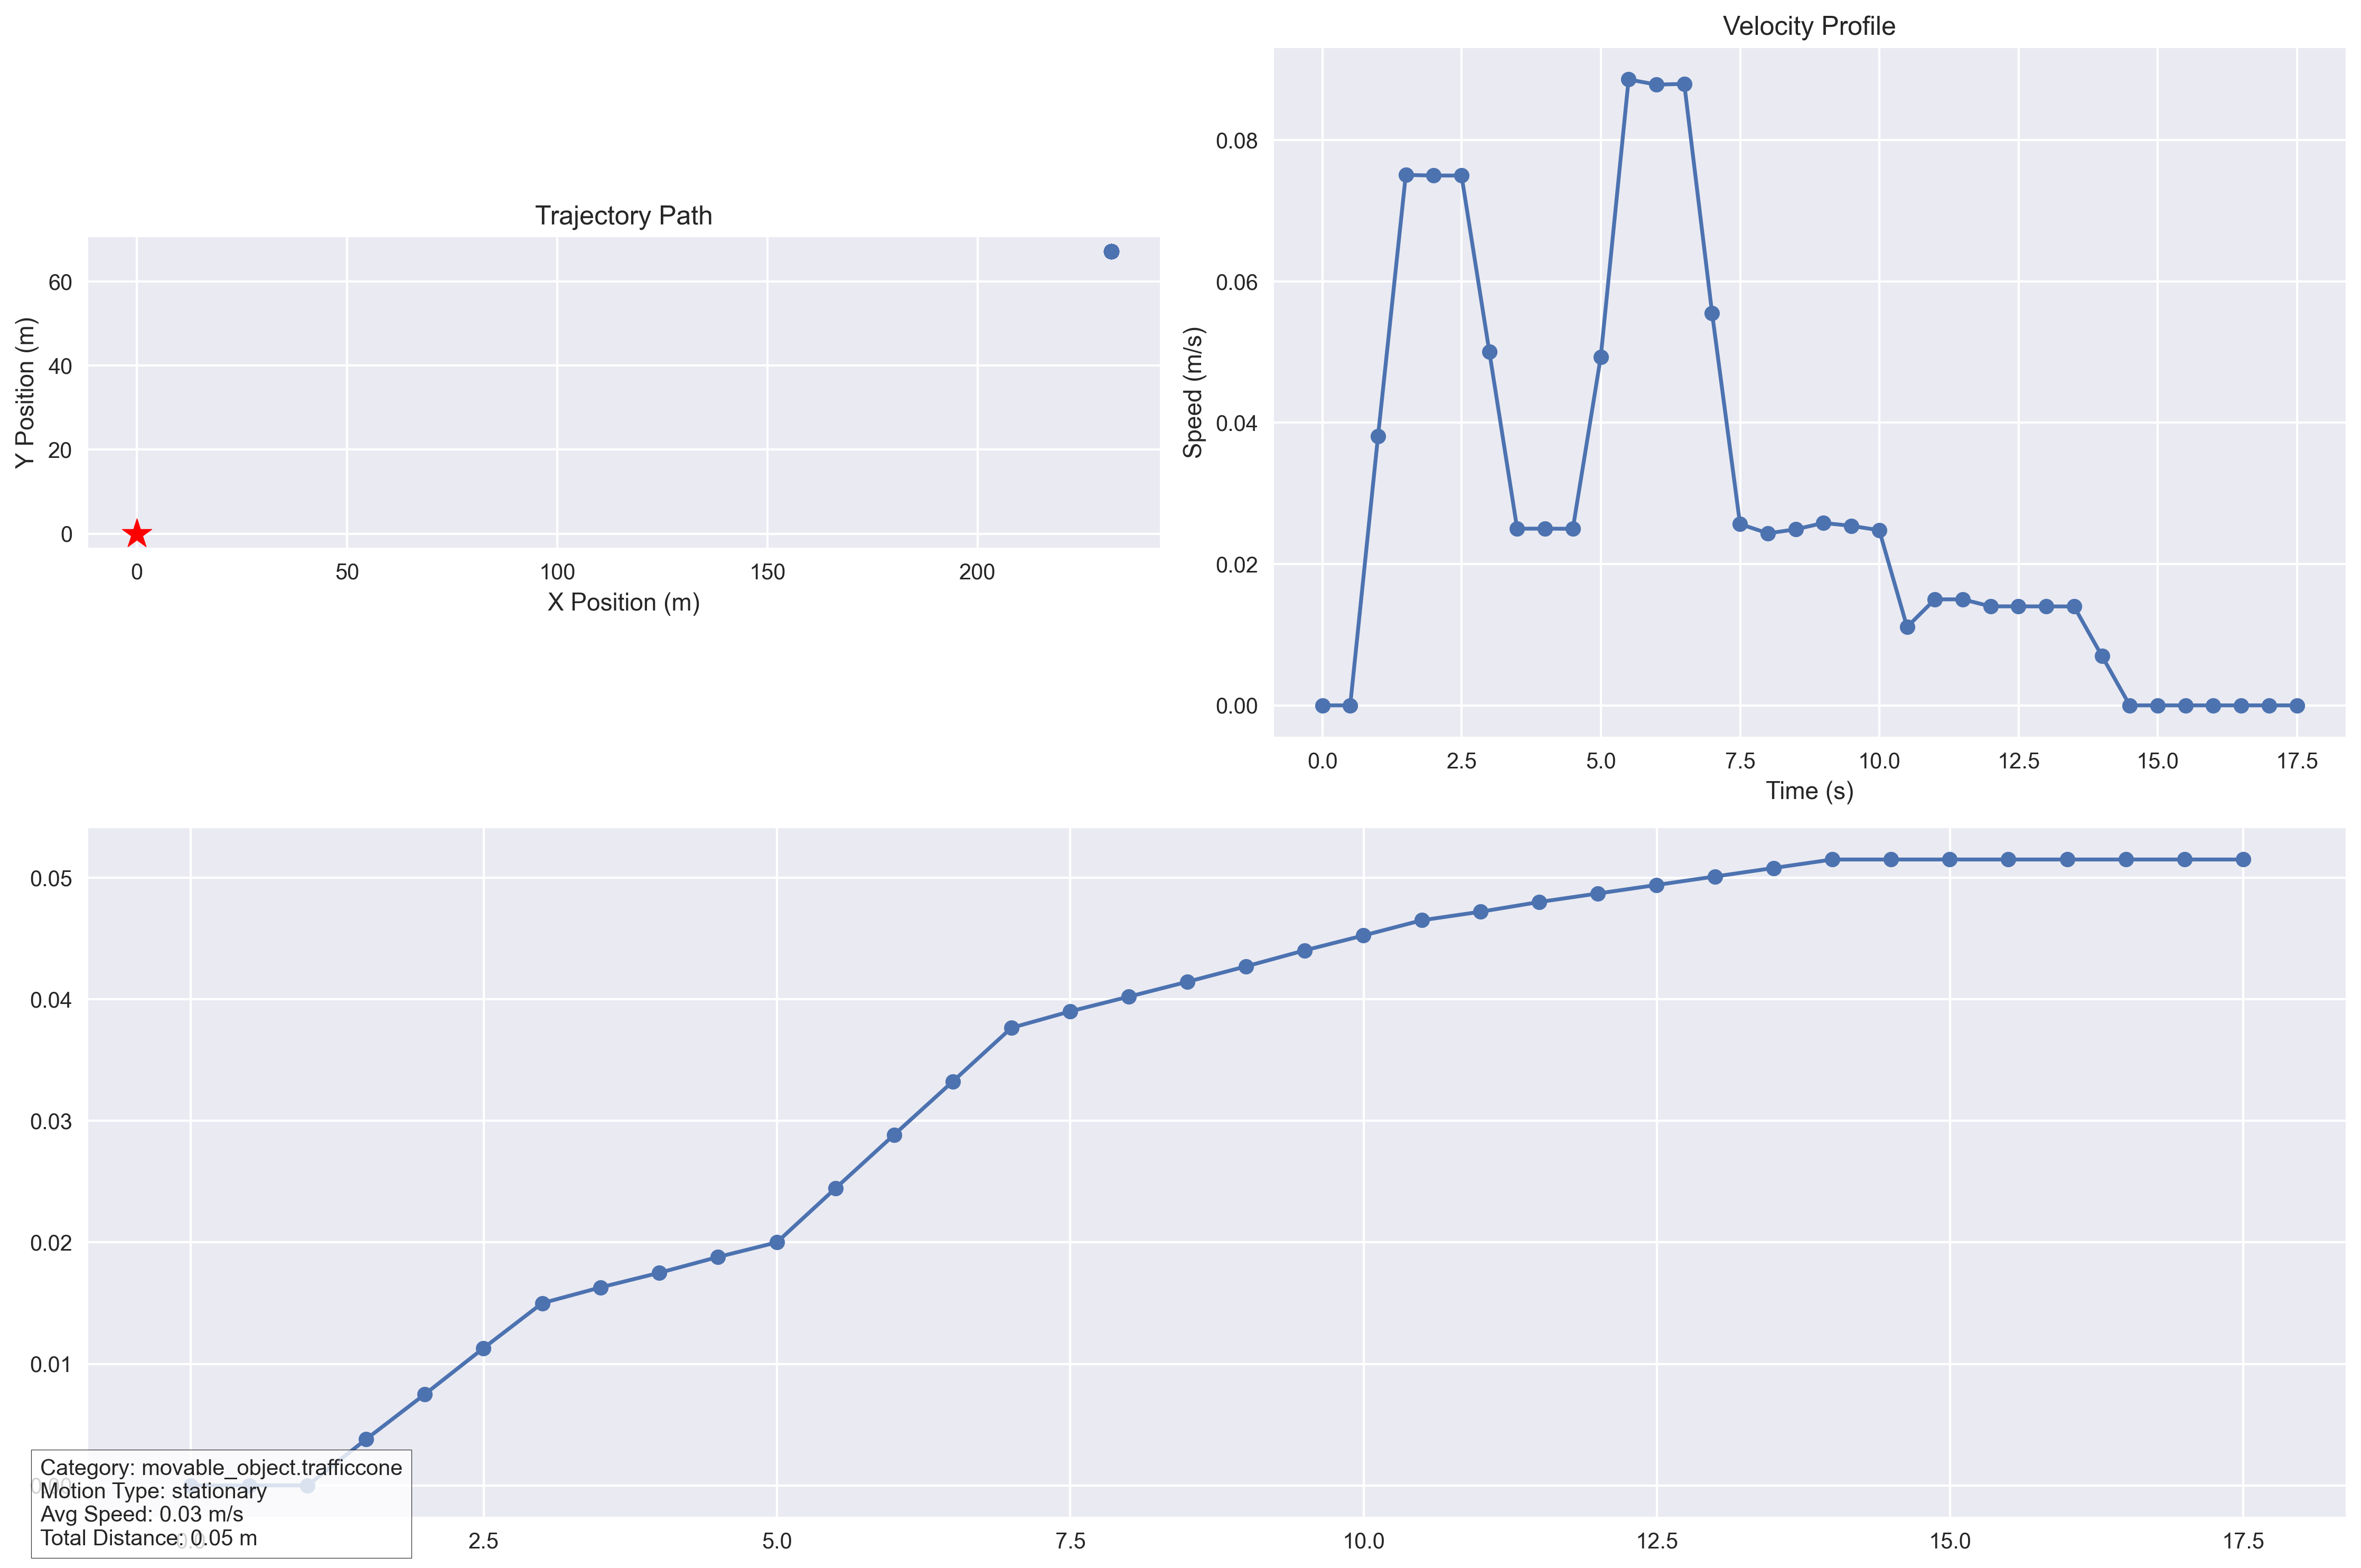 Trajectory Path
Y Position (m)
60
40
20
0
0 50 100 150 200
X Position (m)
Velocity Profile
Speed (m/s)
0.08
0.06
0.04
0.02
0.00
0.0 2.5 5.0 7.5 10.0 12.5 15.0 17.5
Time (s)
0.05
0.04
0.03
0.02
0.01
0.00
Category: movable_object.trafficcone
Motion Type: stationary
Avg Speed: 0.03 m/s
Total Distance: 0.05 m
0.0 2.5 5.0 7.5 10.0 12.5 15.0 17.5